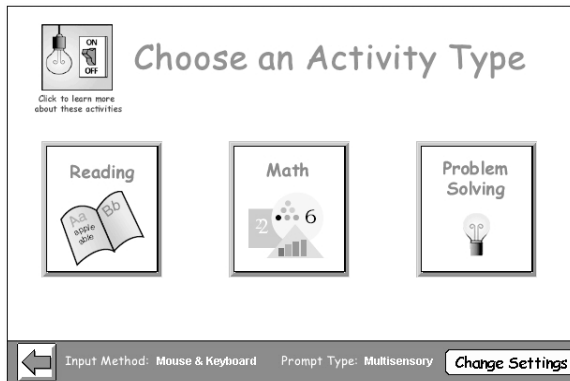 ON
OFF
Choose an Activity Type
Click to learn more
about these activities
Reading
Aa
Bb
apple
able
Math
22
6
Problem
Solving
Input Method: Mouse & Keyboard Prompt Type: Multisensory Change Settings